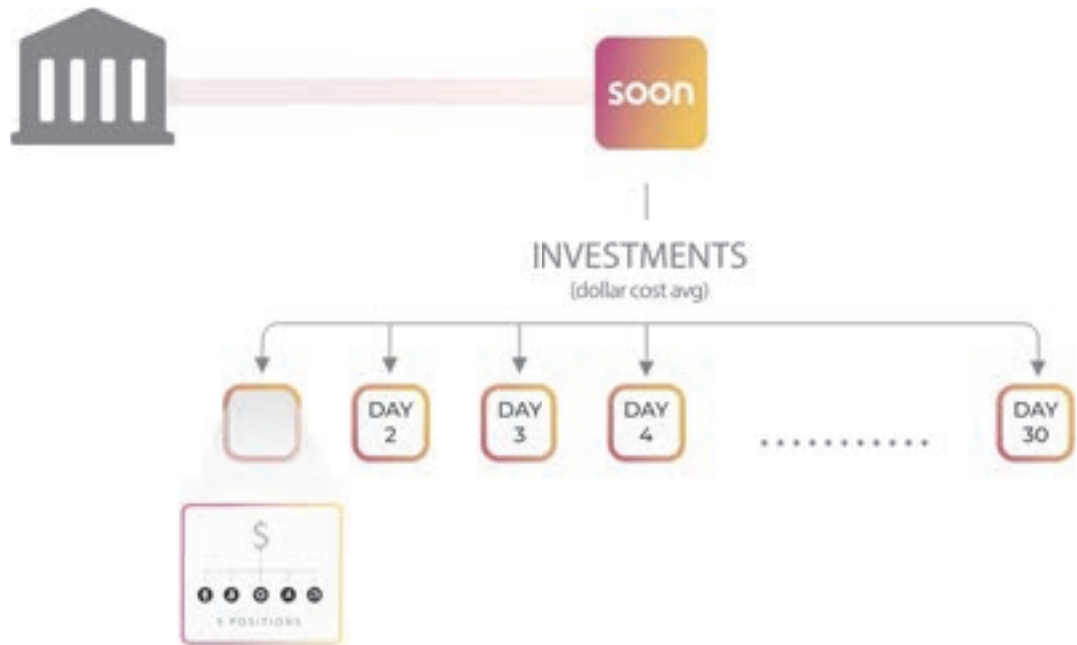 soon
INVESTMENTS
(dollar cost avg)
DAY
2
DAY
3
DAY
4
DAY
30
$
5 POSITIONS